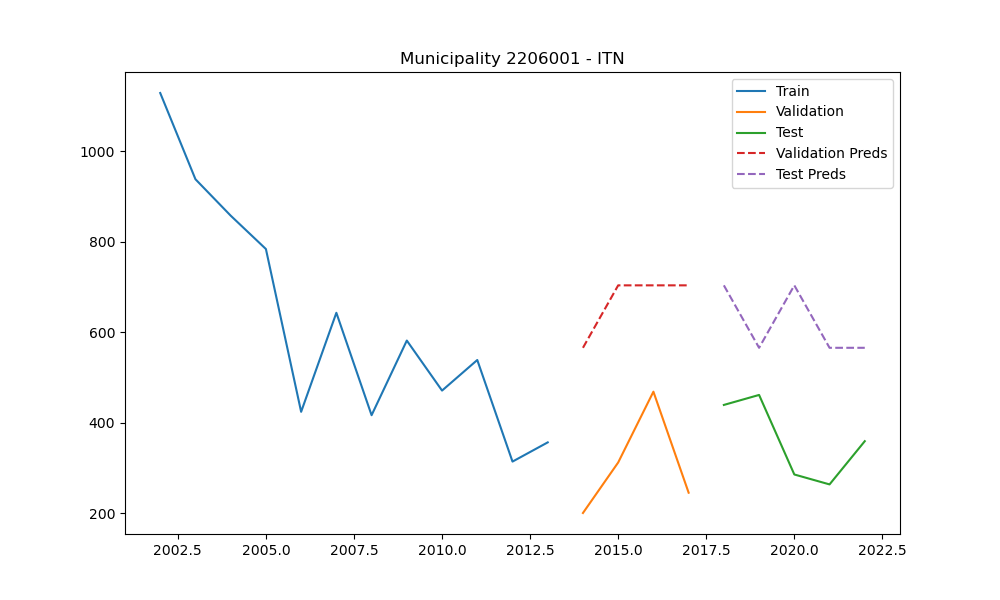 Municipality 2206001 - ITN
Train
Validation
Test
Validation Preds
Test Preds
1000
800
600
400
200
2002.5 2005.0 2007.5 2010.0 2012.5 2015.0 2017.5 2020.0 2022.5